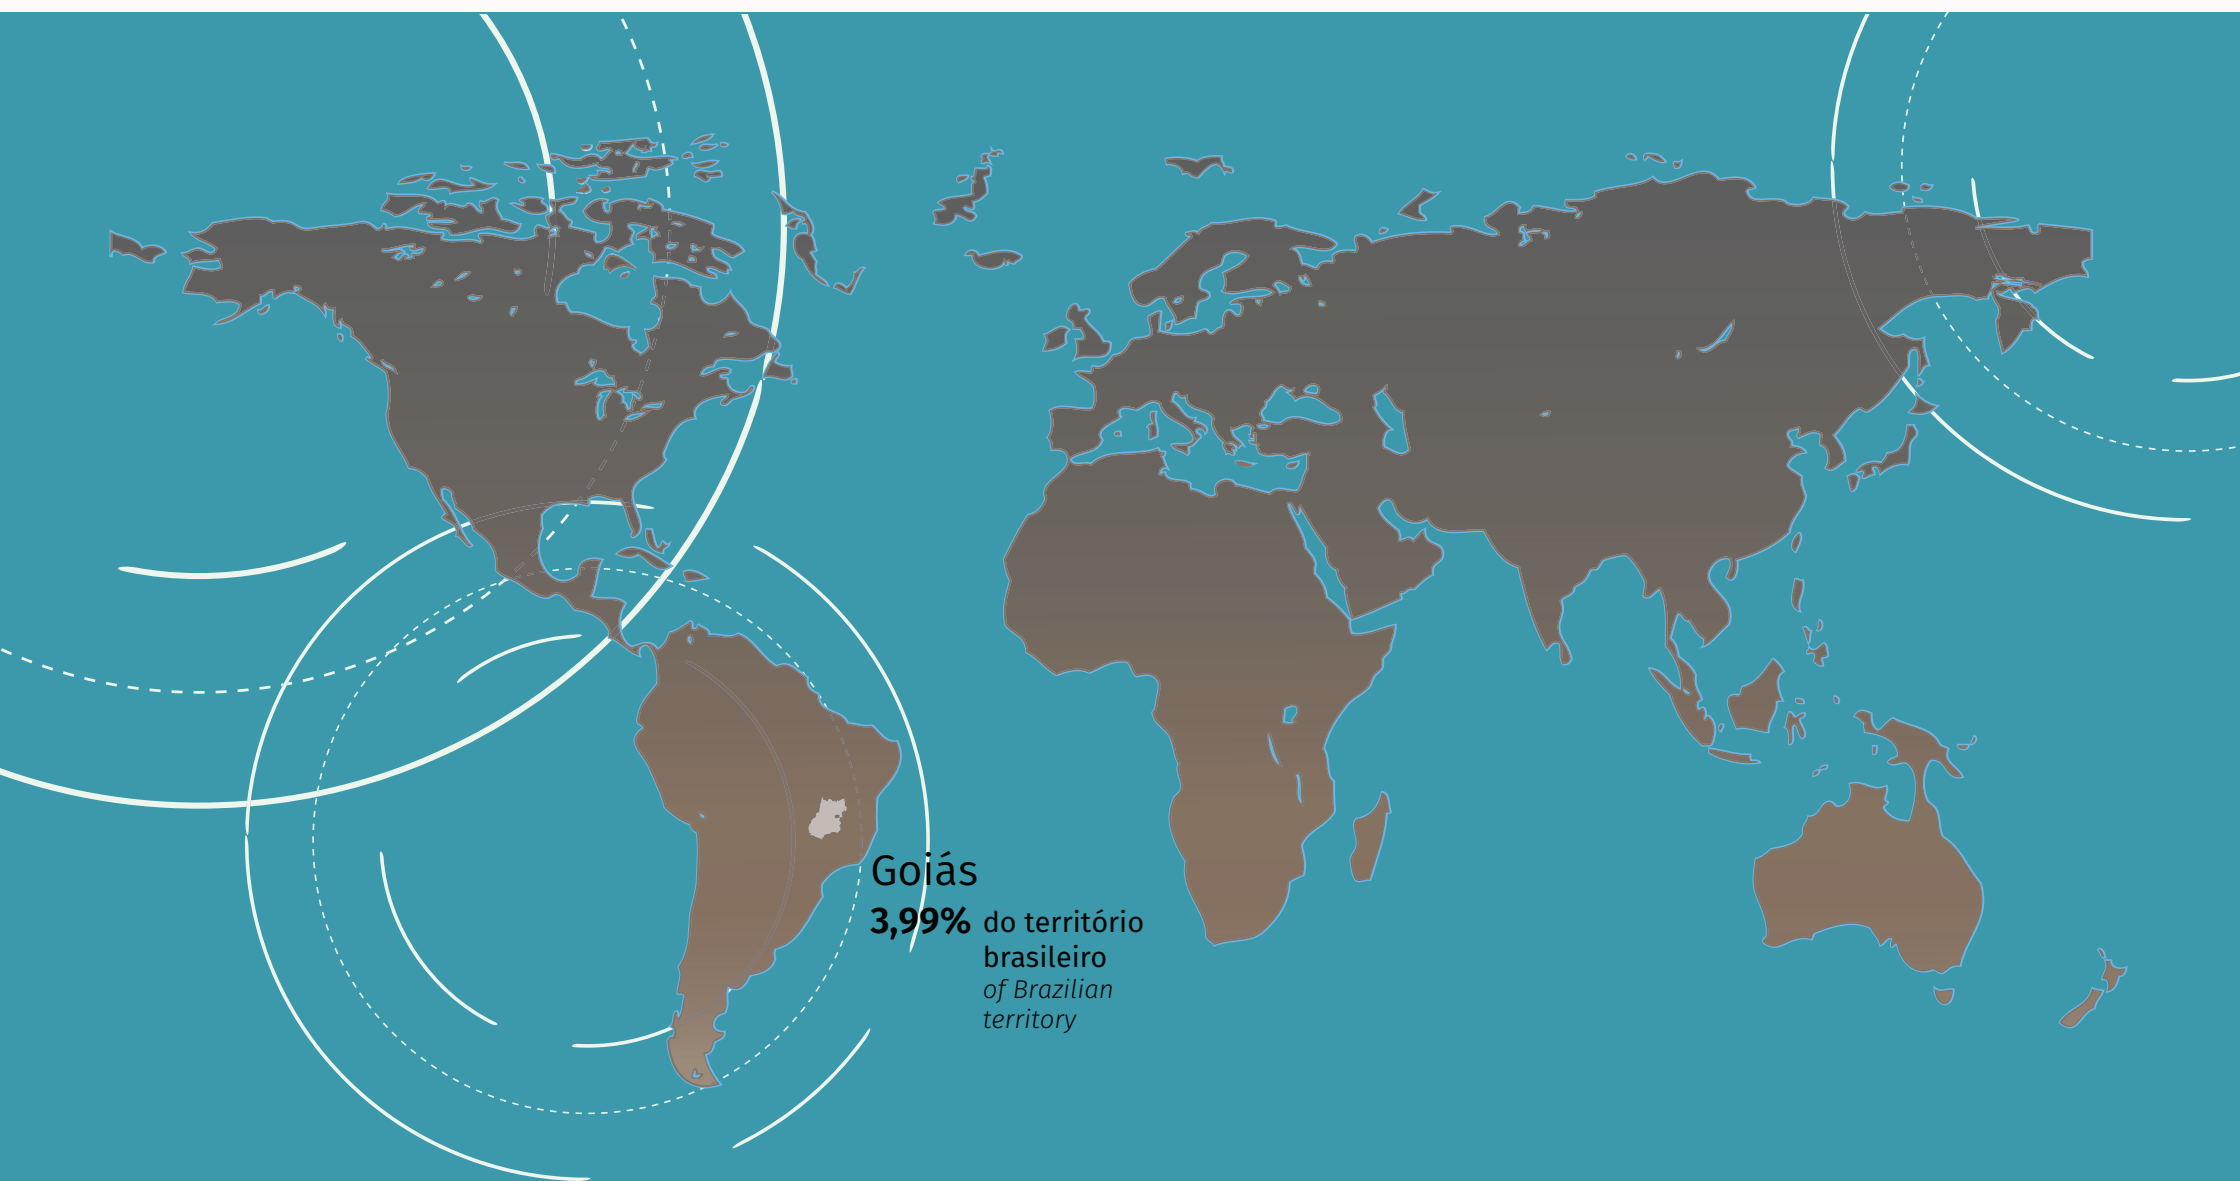 Goiás
3,99% do território
brasileiro
of Brazilian
territory